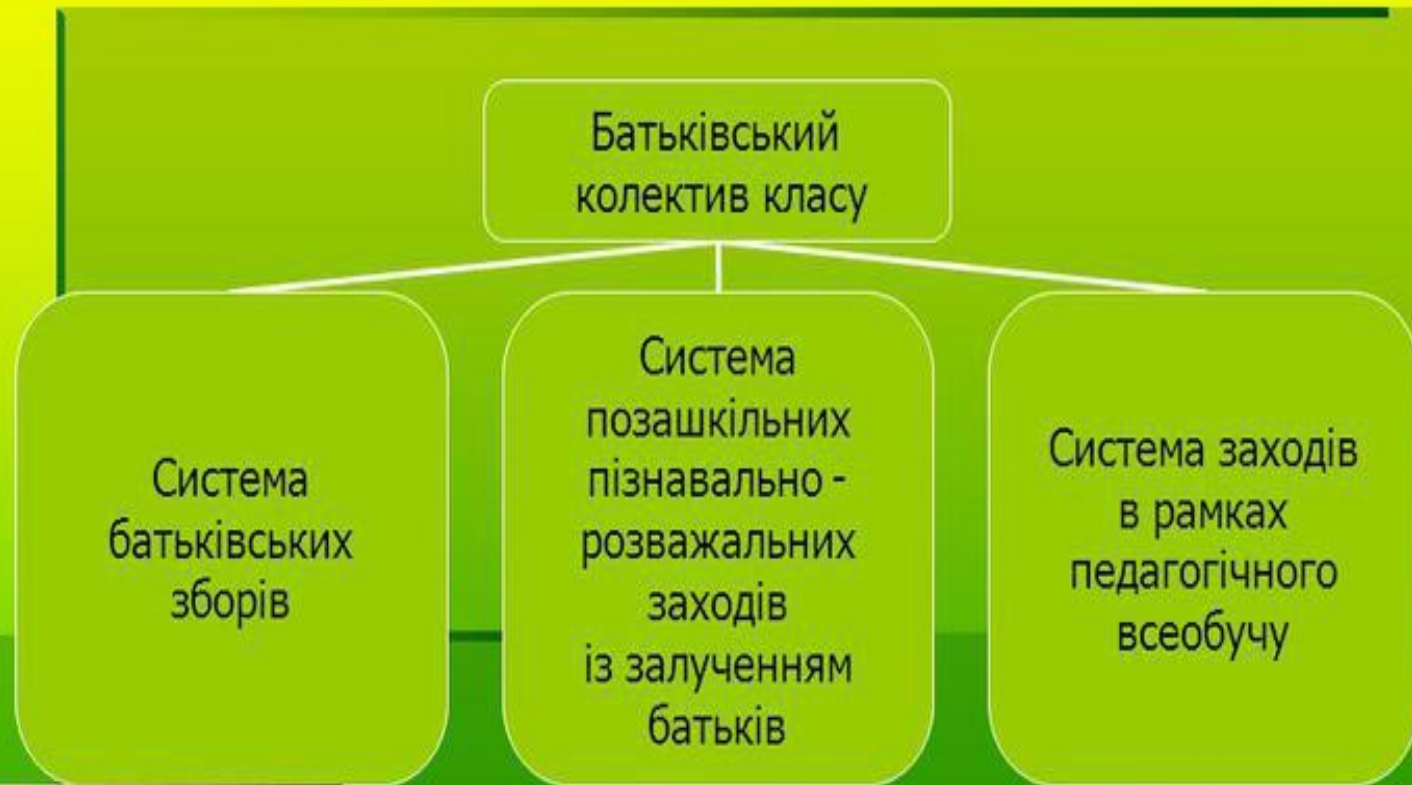 Батьківський
колектив класу
Система
батьківських
зборів
Система
позашкільних
пізнавально -
розважальних
заходів
із залученням
батьків
Система заходів
в рамках
педагогічного
всеобучу